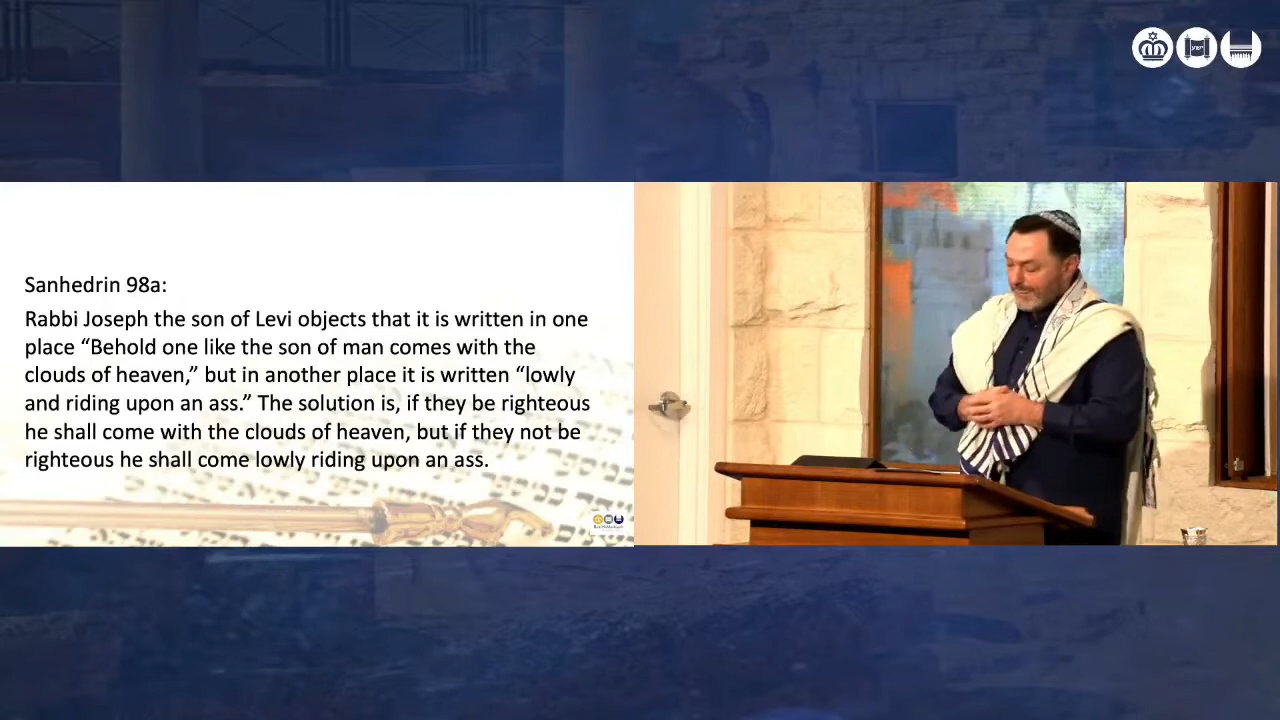 Sanhedrin 98a:
Rabbi Joseph the son of Levi objects that it is written in one
place “Behold one like the son of man comes with the
clouds of heaven,” but in another place it is written “lowly
and riding upon an ass.” The solution is, if they be righteous
he shall come with the clouds of heaven, but if they not be
righteous he shall come lowly riding upon an ass.